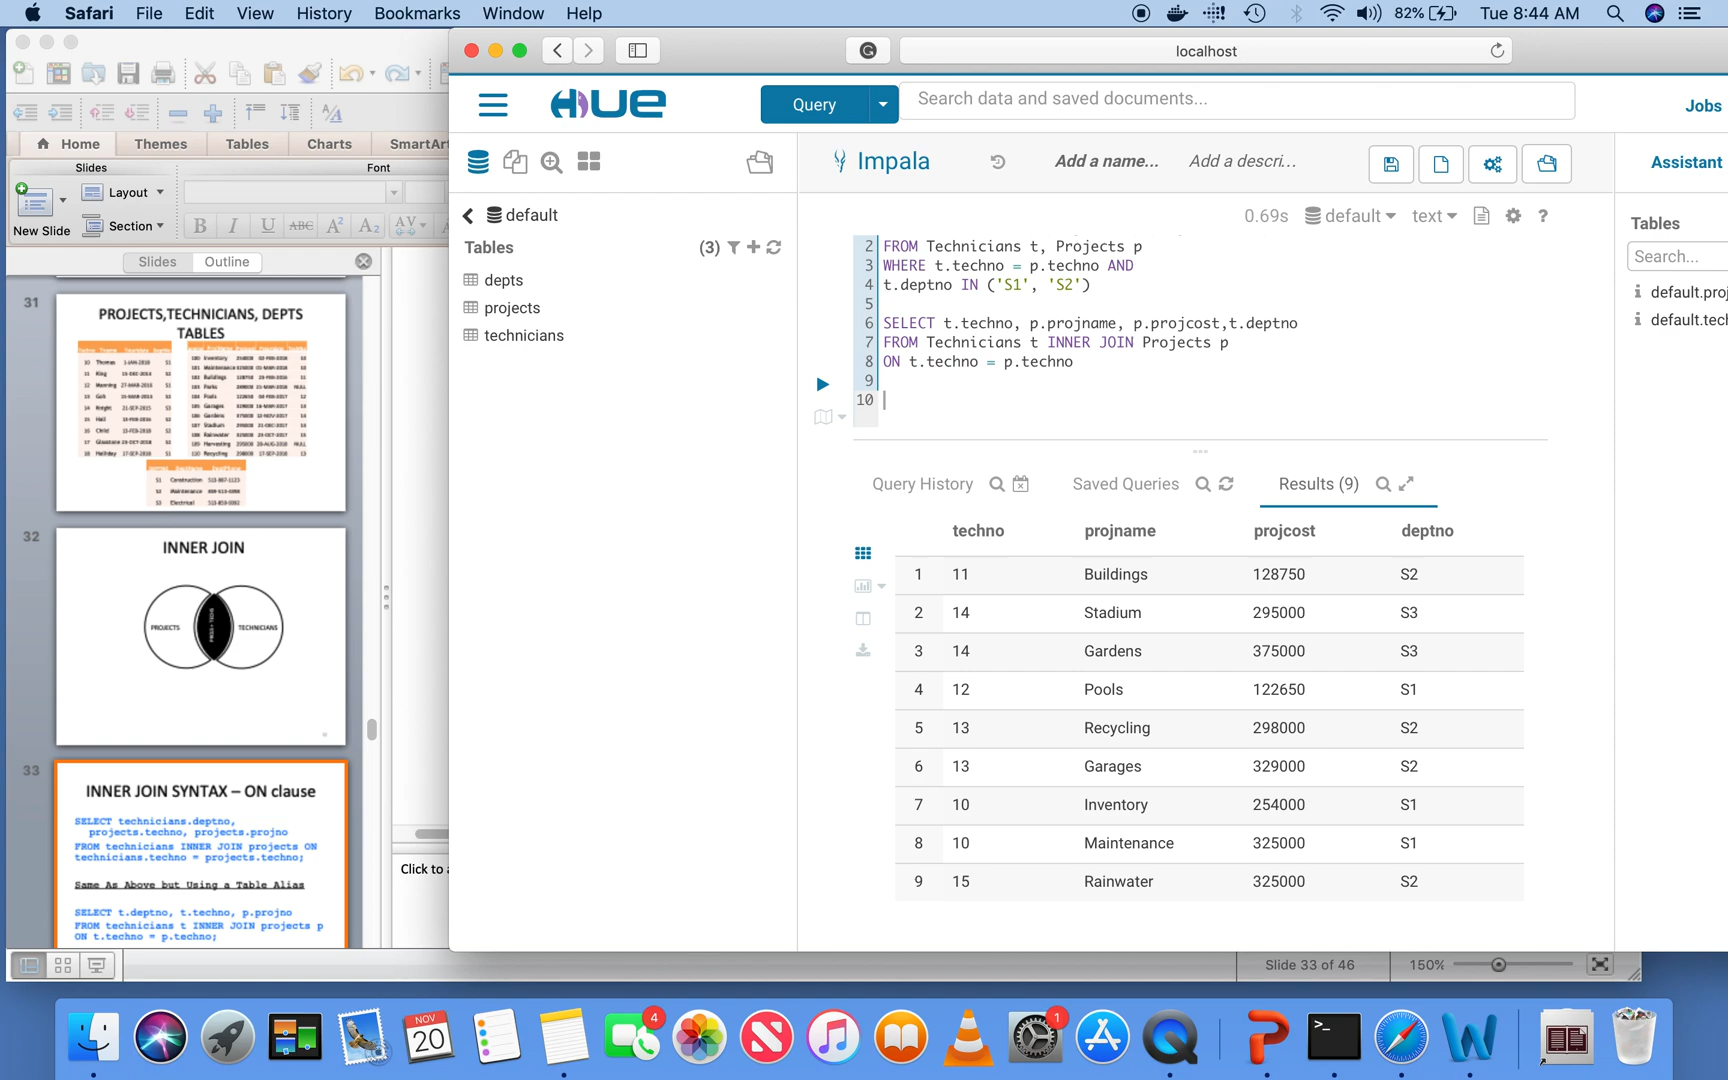 Safari File Edit View History Bookmarks Window Help
82% Tue 8:44 AM
localhost
HUE
Query
Search data and saved documents...
Jobs
Home Themes Tables Charts SmartAr
Slides Font
Layout
Section
New Slide
B I U ABC A2 A2 AV
Slides Outline
Impala Add a name... Add a descri...
Assistant
default
Tables (3)
depts
projects
technicians
0.69s default text ?
Tables
Search...
default.proj
default.tech
2 FROM Technicians t, Projects p
3 WHERE t.techno = p.techno AND
4 t.deptno IN ('S1', 'S2')
5
6 SELECT t.techno, p.projname, p.projcost,t.deptno
7 FROM Technicians t INNER JOIN Projects p
8 ON t.techno = p.techno
9
10
Query History Saved Queries Results (9)
techno projname projcost deptno
1 11 Buildings 128750 S2
2 14 Stadium 295000 S3
3 14 Gardens 375000 S3
4 12 Pools 122650 S1
5 13 Recycling 298000 S2
6 13 Garages 329000 S2
7 10 Inventory 254000 S1
8 10 Maintenance 325000 S1
9 15 Rainwater 325000 S2
31
PROJECTS,TECHNICIANS, DEPTS
TABLES
32
INNER JOIN
PROJECTS TECHNICIANS
33
INNER JOIN SYNTAX – ON clause
SELECT technicians.deptno,
projects.techno, projects.projno
FROM technicians INNER JOIN projects ON
technicians.techno = projects.techno;
Same As Above but Using a Table Alias
SELECT t.deptno, t.techno, p.projno
FROM technicians t INNER JOIN projects p
ON t.techno = p.techno;
Click to a
Slide 33 of 46 150%
NOV
20
4
1